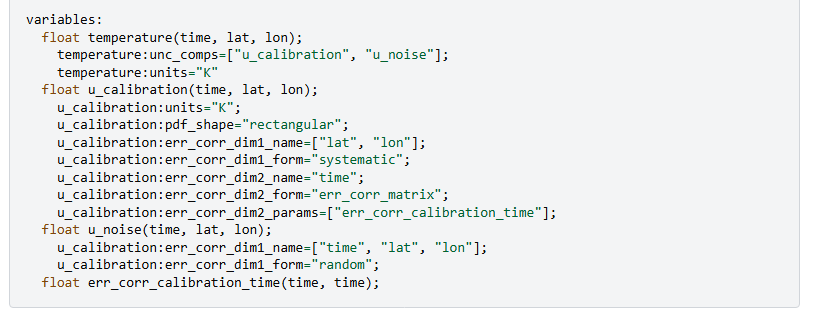 variables:
  float temperature(time, lat, lon);
    temperature:unc_comps=["u_calibration", "u_noise"];
    temperature:units="K"
  float u_calibration(time, lat, lon);
    u_calibration:units="K";
    u_calibration:pdf_shape="rectangular";
    u_calibration:err_corr_dim1_name=["lat", "lon"];
    u_calibration:err_corr_dim1_form="systematic";
    u_calibration:err_corr_dim2_name="time";
    u_calibration:err_corr_dim2_form="err_corr_matrix";
    u_calibration:err_corr_dim2_params=["err_corr_calibration_time"];
  float u_noise(time, lat, lon);
    u_calibration:err_corr_dim1_name=["time", "lat", "lon"];
    u_calibration:err_corr_dim1_form="random";
  float err_corr_calibration_time(time, time);